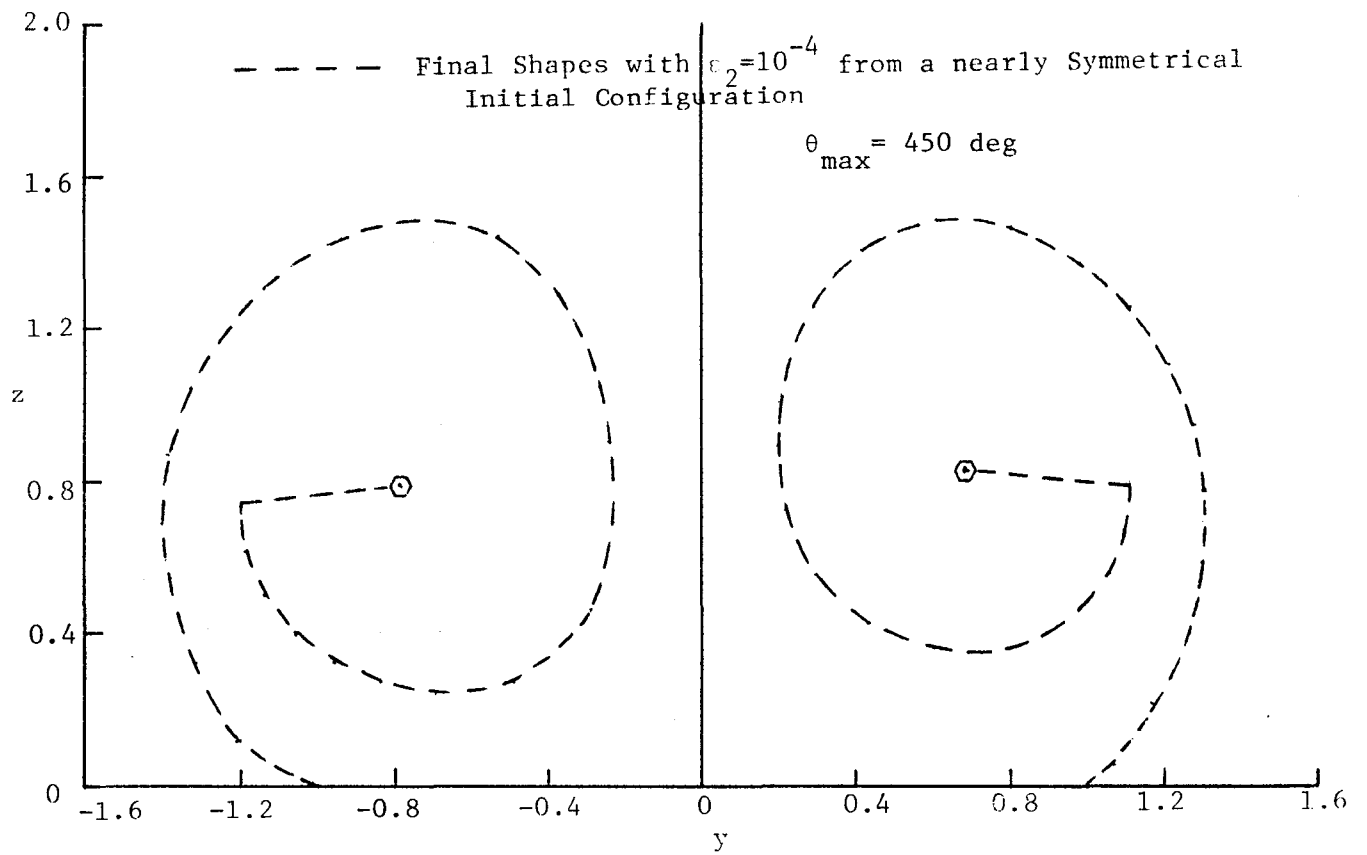 2.0
— — — — Final Shapes with ε₂=10⁻⁴ from a nearly Symmetrical
Initial Configuration
θmax= 450 deg
1.6
1.2
z
0.8
0.4
0
-1.6 -1.2 -0.8 -0.4 0 0.4 0.8 1.2 1.6
y